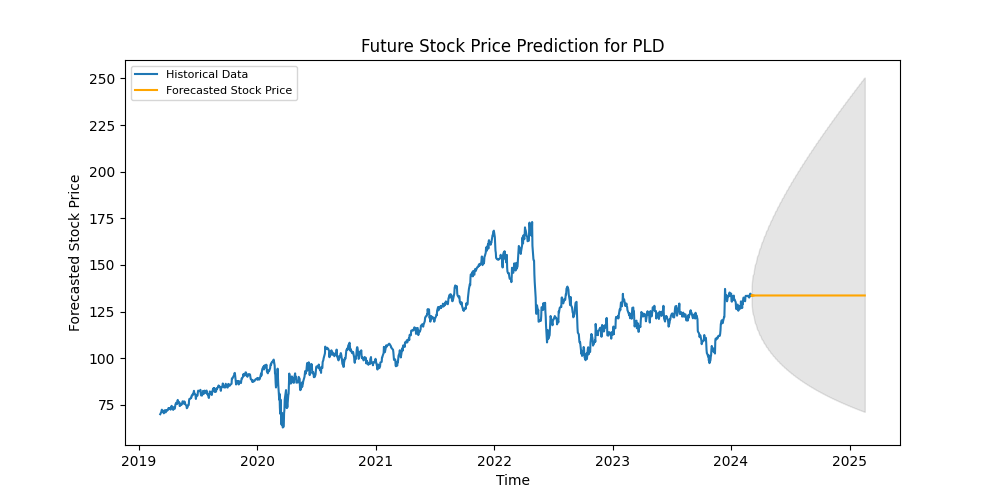 Future Stock Price Prediction for PLD
Historical Data
Forecasted Stock Price
250
225
200
175
150
125
100
75
Forecasted Stock Price
2019 2020 2021 2022 2023 2024 2025
Time